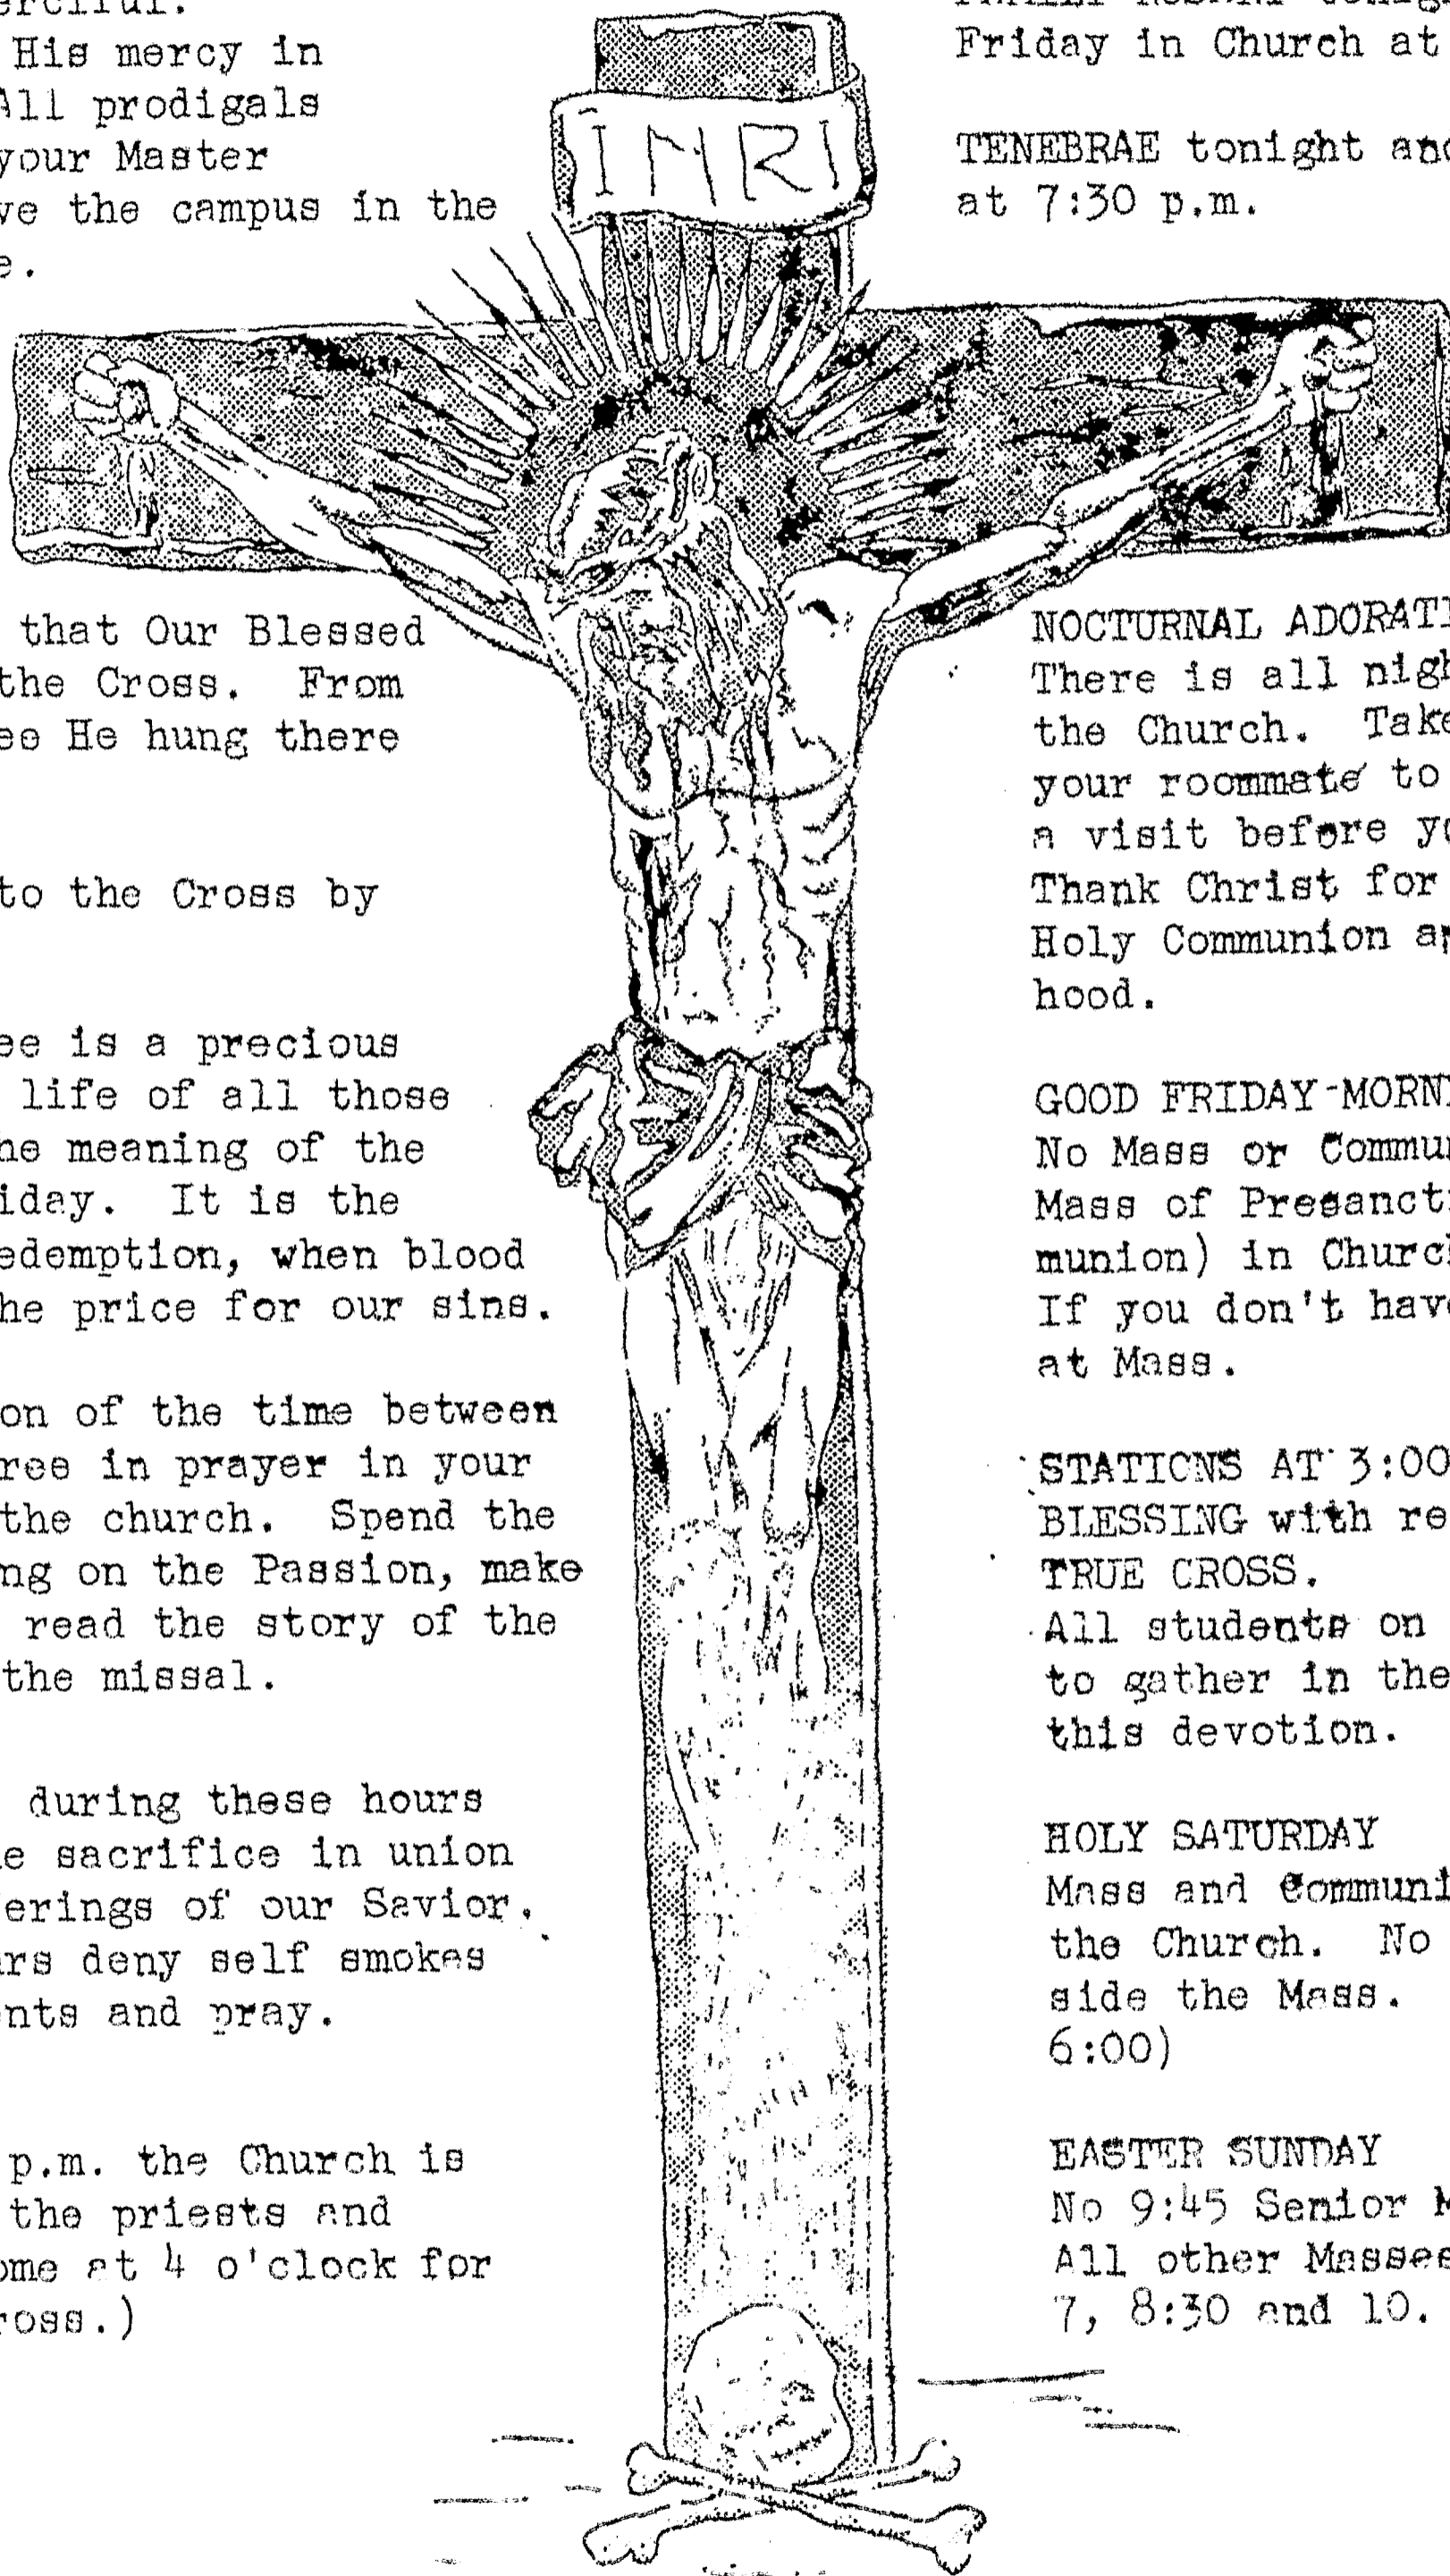 His mercy in
All prodigals
your Master
ve the campus in the
e.
that Our Blessed
the Cross. From
ee He hung there
to the Cross by
ee is a precious
life of all those
he meaning of the
iday. It is the
edemption, when blood
he price for our sins.
on of the time between
ree in prayer in your
the church. Spend the
ng on the Passion, make
read the story of the
the missal.
during these hours
e sacrifice in union
erings of our Savior.
rs deny self smokes
nts and pray.
p.m. the Church is
the priests and
ome at 4 o'clock for
ross.)
INRI
Friday in Church at
TENEBRAE tonight and
at 7:30 p.m.
NOCTURNAL ADORATI
There is all nigh
the Church. Take
your roommate to
a visit before yo
Thank Christ for
Holy Communion an
hood.
GOOD FRIDAY-MORNI
No Mass or Commun
Mass of Presancti
munion) in Church
If you don't have
at Mass.
STATIONS AT 3:00
BLESSING with re
TRUE CROSS.
All students on
to gather in the
this devotion.
HOLY SATURDAY
Mass and Communi
the Church. No
side the Mass.
6:00)
EASTER SUNDAY
No 9:45 Senior M
All other Masses
7, 8:30 and 10.